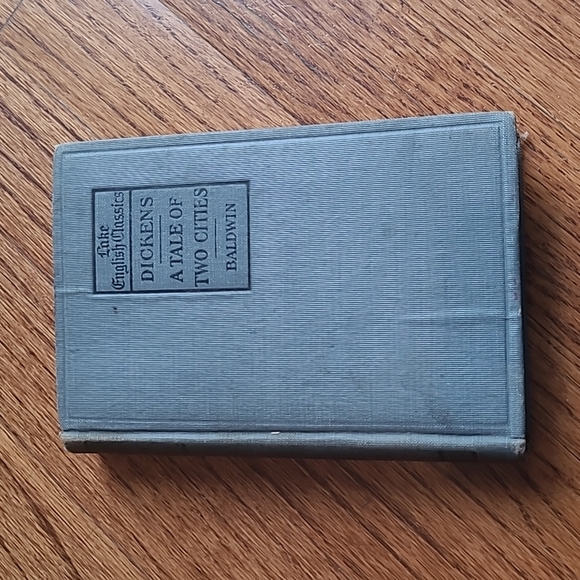 Lake
English Classics
DICKENS
A TALE OF
TWO CITIES
BALDWIN